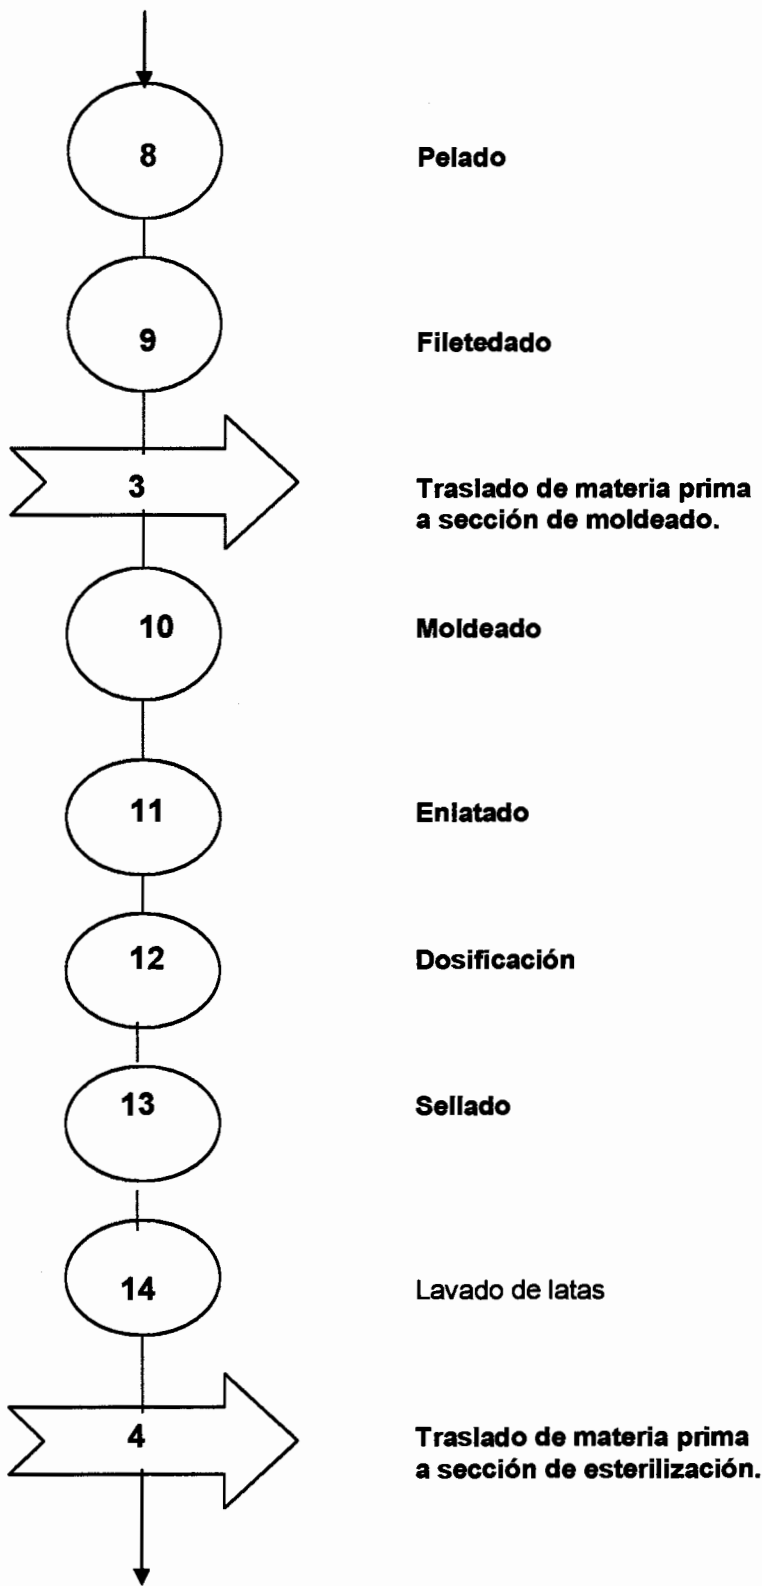 8 Pelado
9 Filetedado
3 Traslado de materia prima
a sección de moldeado.
10 Moldeado
11 Enlatado
12 Dosificación
13 Sellado
14 Lavado de latas
4 Traslado de materia prima
a sección de esterilización.